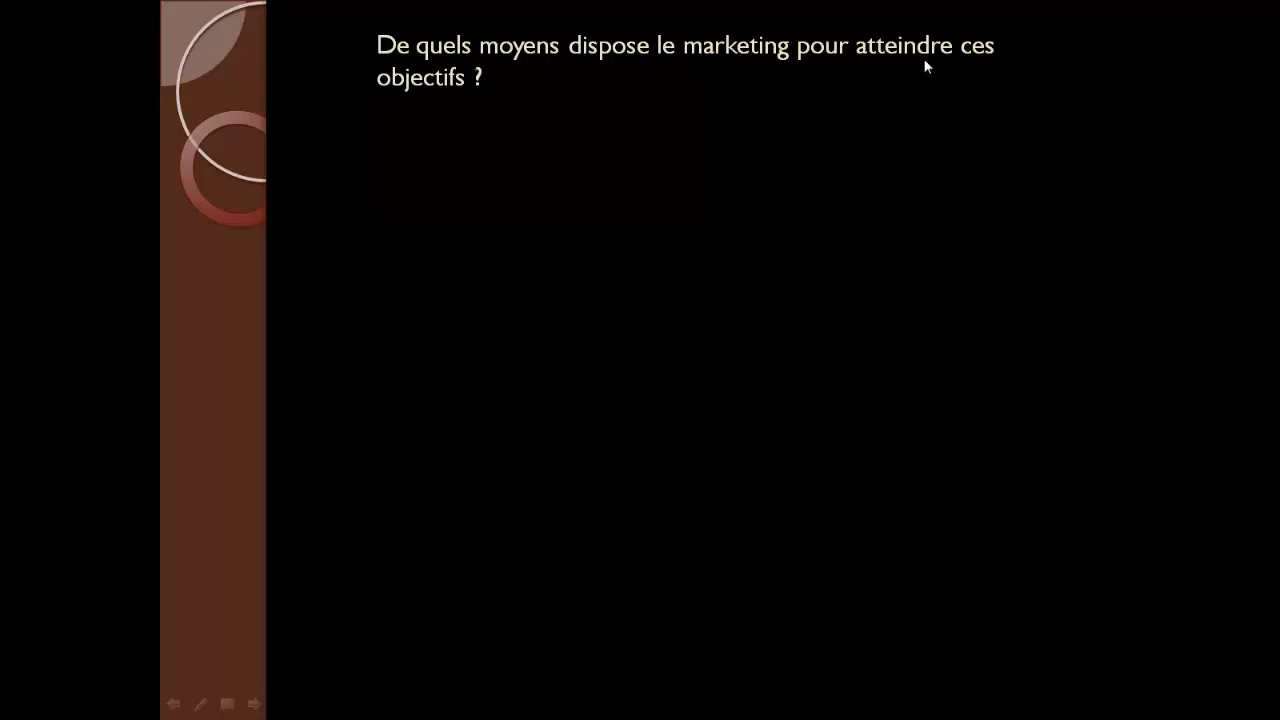 De quels moyens dispose le marketing pour atteindre ces
objectifs ?